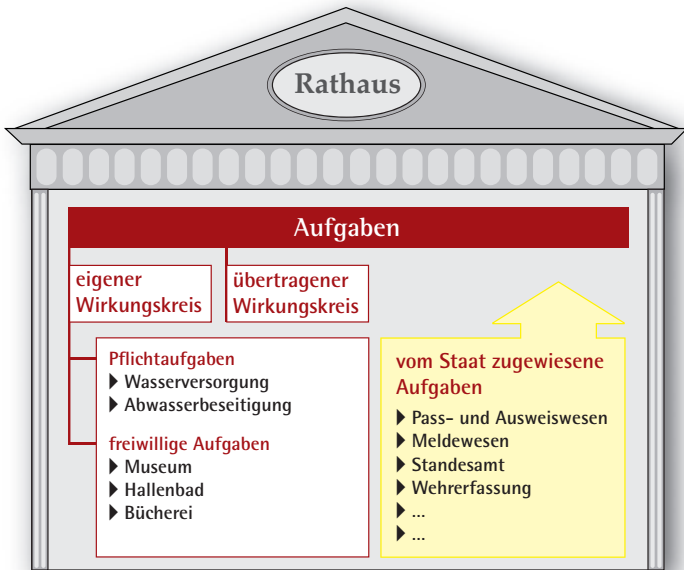 Rathaus
Aufgaben
eigener
Wirkungskreis
übertragener
Wirkungskreis
Pflichtaufgaben
▶ Wasserversorgung
▶ Abwasserbeseitigung
freiwillige Aufgaben
▶ Museum
▶ Hallenbad
▶ Bücherei
vom Staat zugewiesene
Aufgaben
▶ Pass- und Ausweiswesen
▶ Meldewesen
▶ Standesamt
▶ Wehrerfassung
▶ ...
▶ ...